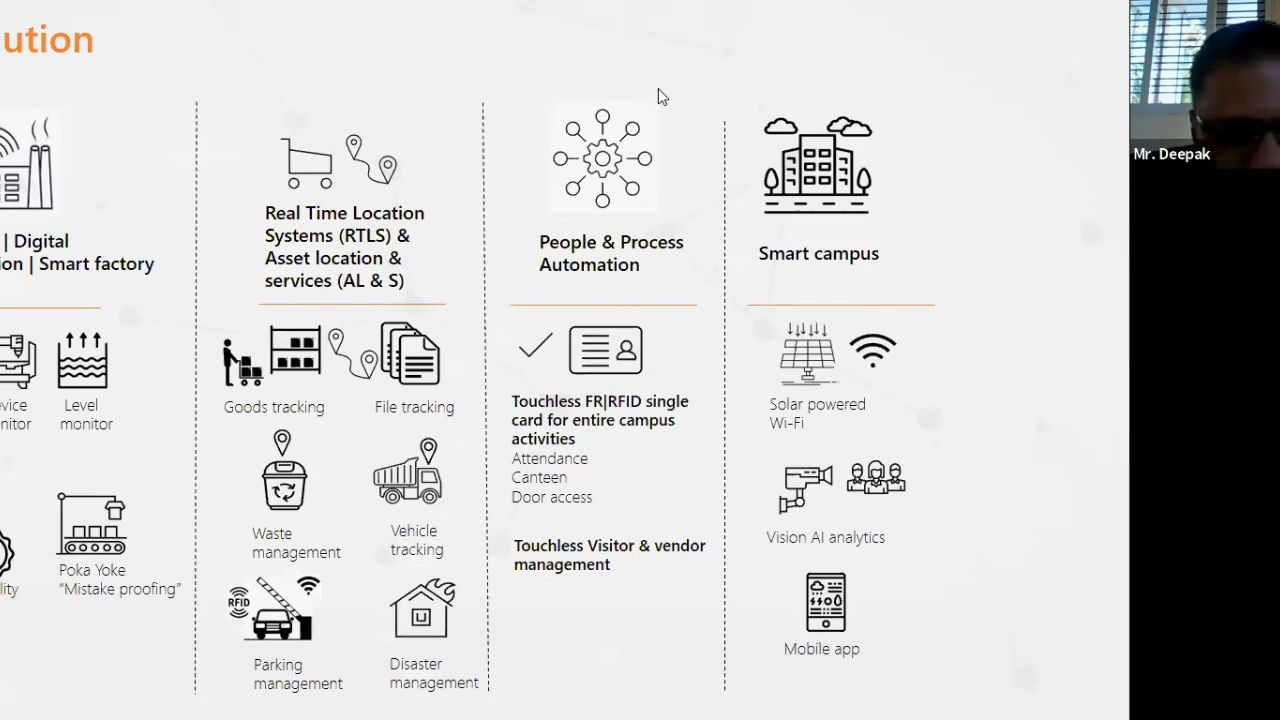 ution
| Digital
ion | Smart factory
evice
nitor
Level
monitor
lity
Poka Yoke
“Mistake proofing”
Real Time Location
Systems (RTLS) &
Asset location &
services (AL & S)
Goods tracking
File tracking
Waste
management
Vehicle
tracking
RFID
Parking
management
Disaster
management
People & Process
Automation
Touchless FR|RFID single
card for entire campus
activities
Attendance
Canteen
Door access
Touchless Visitor & vendor
management
Smart campus
Solar powered
Wi-Fi
Vision AI analytics
Mobile app
Mr. Deepak